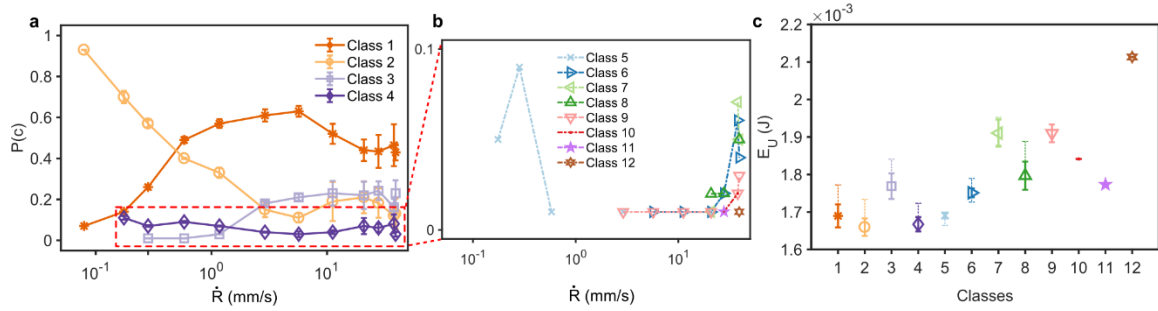 a
P(c)
1
0.8
0.6
0.4
0.2
0
Class 1
Class 2
Class 3
Class 4
10⁻¹ 10⁰ 10¹
Ṙ (mm/s)
b
0.1
0
Class 5
Class 6
Class 7
Class 8
Class 9
Class 10
Class 11
Class 12
10⁻¹ 10⁰ 10¹
Ṙ (mm/s)
c
×10⁻³
E_U (J)
2.2
2.1
2
1.9
1.8
1.7
1.6
1 2 3 4 5 6 7 8 9 10 11 12
Classes